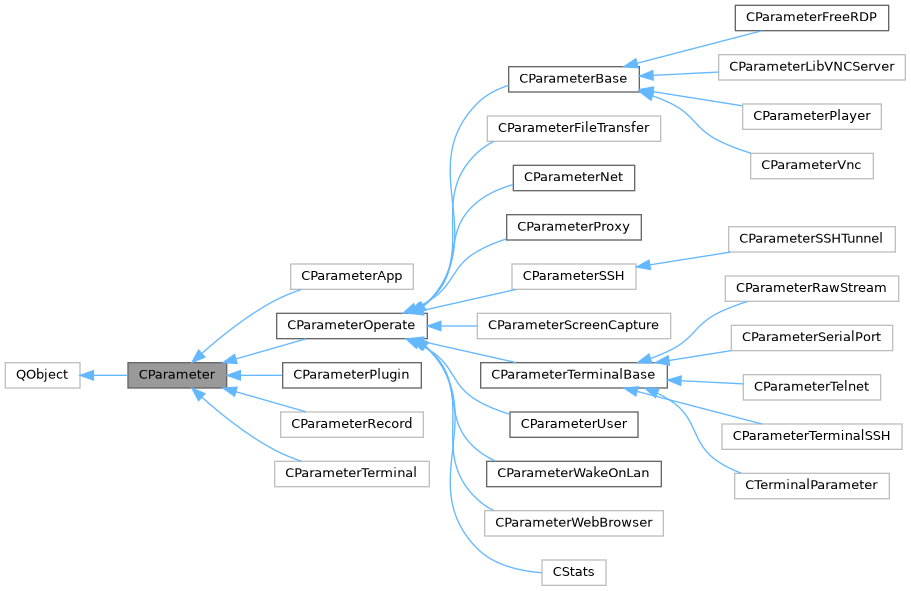 QObject
CParameter
CParameterApp
CParameterOperate
CParameterPlugin
CParameterRecord
CParameterTerminal
CParameterBase
CParameterFileTransfer
CParameterNet
CParameterProxy
CParameterSSH
CParameterScreenCapture
CParameterTerminalBase
CParameterUser
CParameterWakeOnLan
CParameterWebBrowser
CStats
CParameterFreeRDP
CParameterLibVNCServer
CParameterPlayer
CParameterVnc
CParameterSSHTunnel
CParameterRawStream
CParameterSerialPort
CParameterTelnet
CParameterTerminalSSH
CTerminalParameter